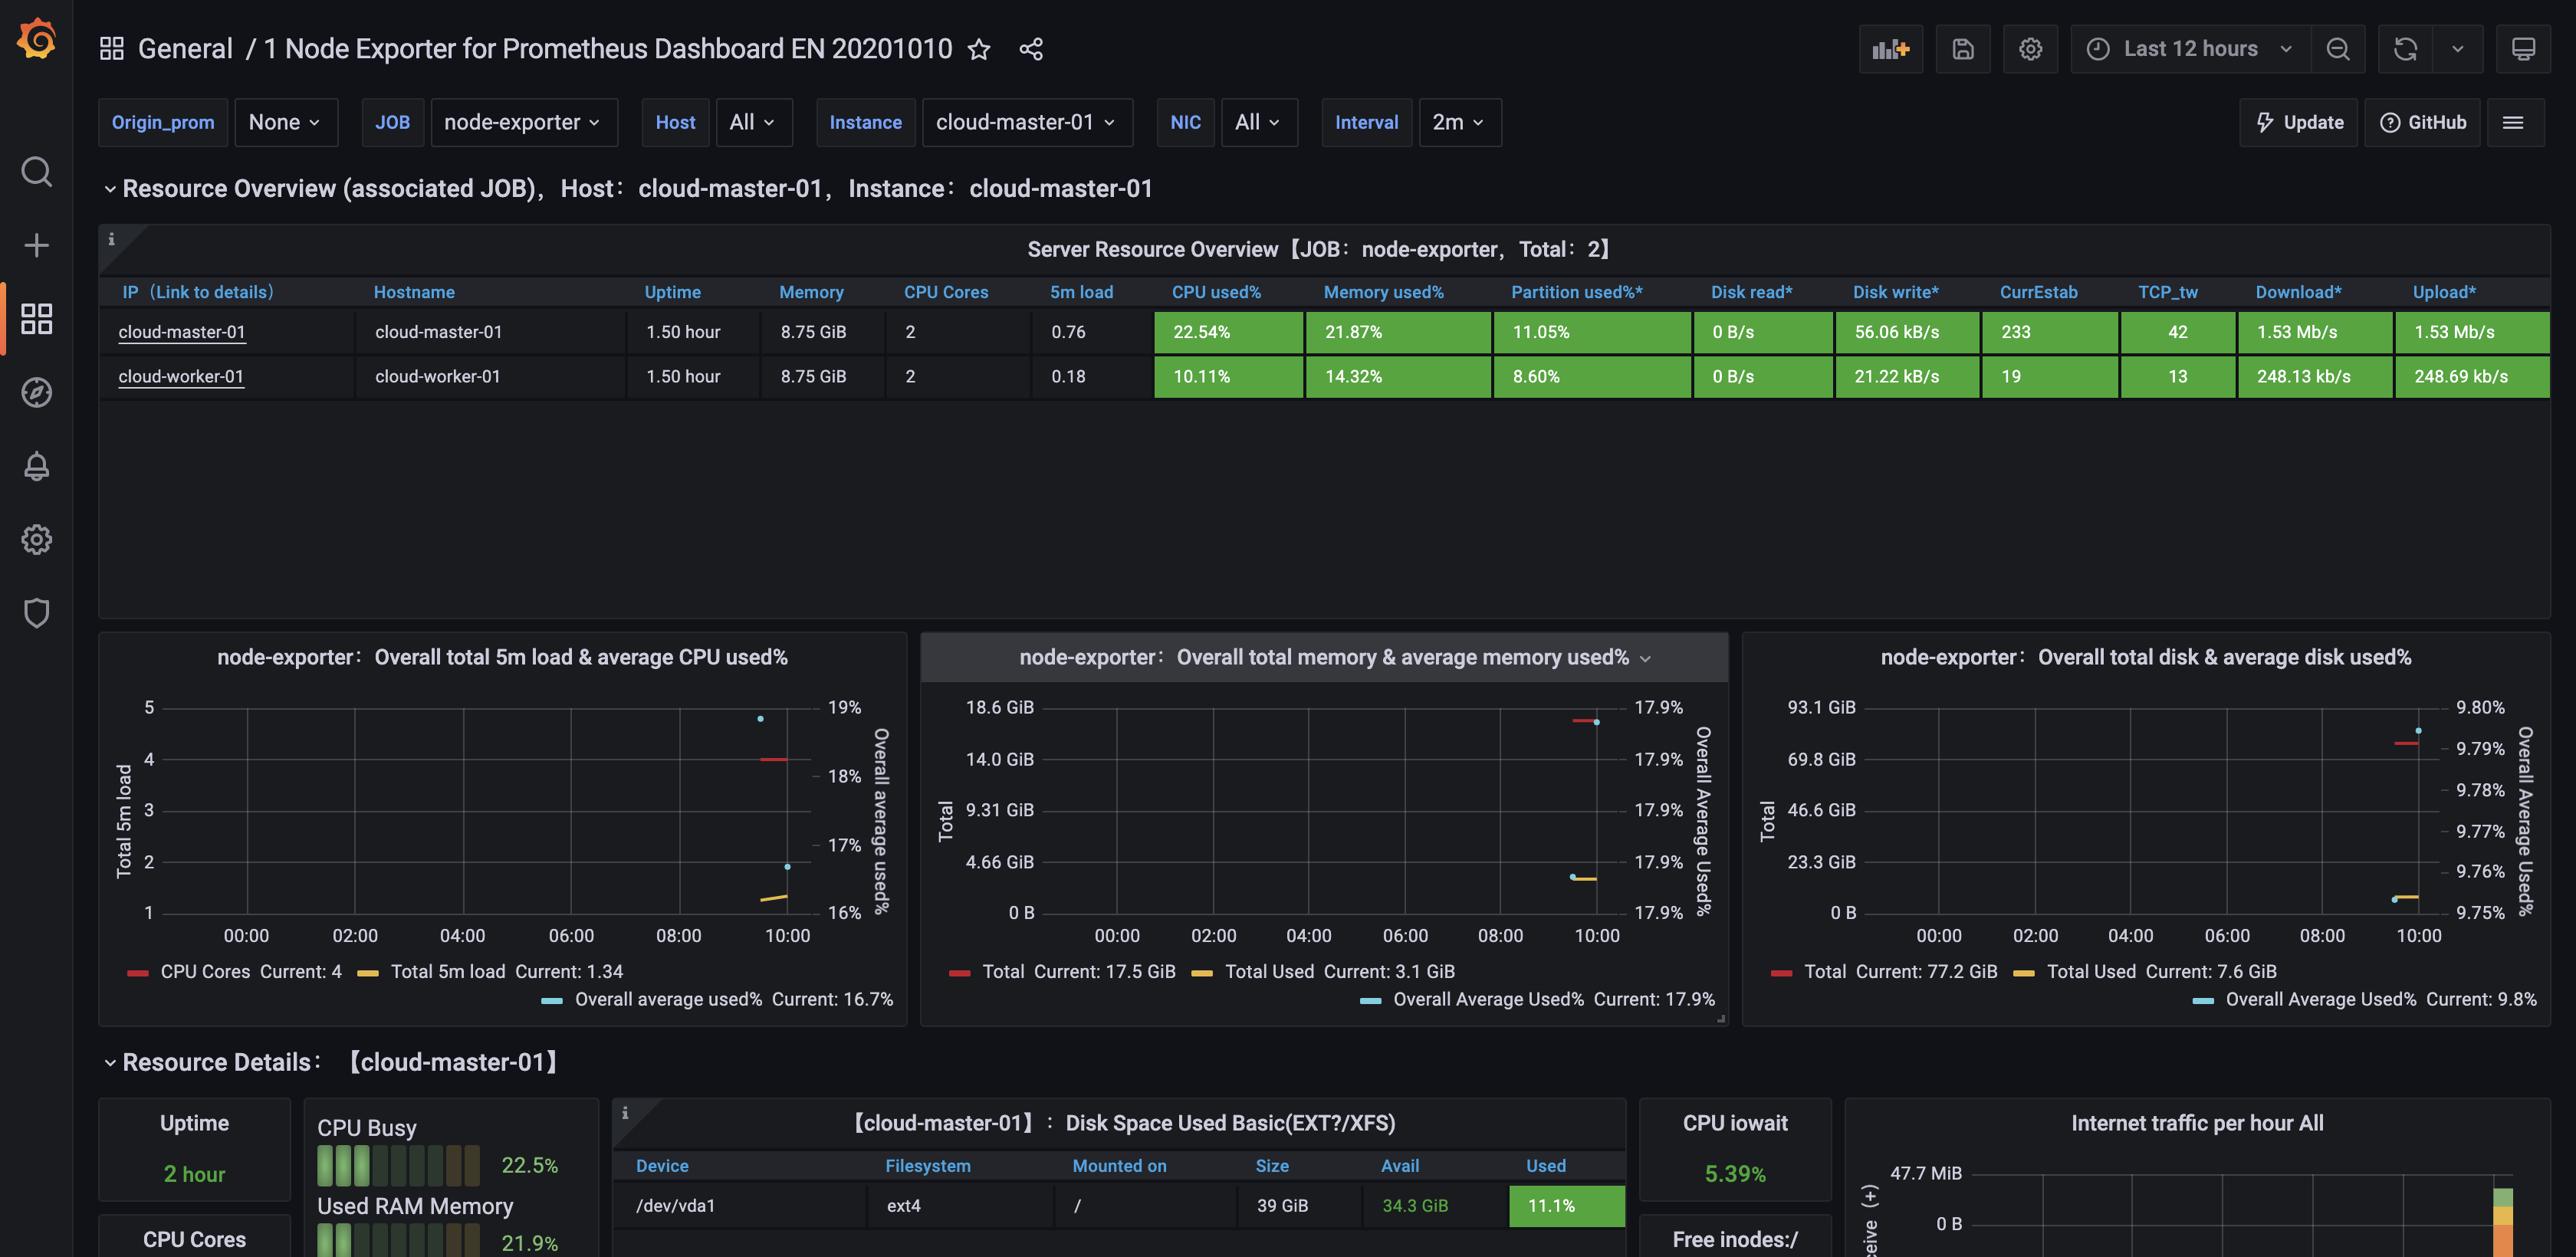 General / 1 Node Exporter for Prometheus Dashboard EN 20201010
Last 12 hours
Origin_prom None JOB node-exporter Host All Instance cloud-master-01 NIC All Interval 2m Update GitHub
Resource Overview (associated JOB)，Host：cloud-master-01，Instance：cloud-master-01
Server Resource Overview【JOB：node-exporter，Total：2】
IP（Link to details） Hostname Uptime Memory CPU Cores 5m load CPU used% Memory used% Partition used%* Disk read* Disk write* CurrEstab TCP_tw Download* Upload*
cloud-master-01 cloud-master-01 1.50 hour 8.75 GiB 2 0.76 22.54% 21.87% 11.05% 0 B/s 56.06 kB/s 233 42 1.53 Mb/s 1.53 Mb/s
cloud-worker-01 cloud-worker-01 1.50 hour 8.75 GiB 2 0.18 10.11% 14.32% 8.60% 0 B/s 21.22 kB/s 19 13 248.13 kb/s 248.69 kb/s
node-exporter：Overall total 5m load & average CPU used%
Total 5m load
5
4
3
2
1
19%
18%
17%
16%
Overall average used%
00:00 02:00 04:00 06:00 08:00 10:00
CPU Cores Current: 4 Total 5m load Current: 1.34
Overall average used% Current: 16.7%
node-exporter：Overall total memory & average memory used%
Total
18.6 GiB
14.0 GiB
9.31 GiB
4.66 GiB
0 B
17.9%
17.9%
17.9%
17.9%
17.9%
Overall Average Used%
00:00 02:00 04:00 06:00 08:00 10:00
Total Current: 17.5 GiB Total Used Current: 3.1 GiB
Overall Average Used% Current: 17.9%
node-exporter：Overall total disk & average disk used%
Total
93.1 GiB
69.8 GiB
46.6 GiB
23.3 GiB
0 B
9.80%
9.79%
9.78%
9.77%
9.76%
9.75%
Overall Average Used%
00:00 02:00 04:00 06:00 08:00 10:00
Total Current: 77.2 GiB Total Used Current: 7.6 GiB
Overall Average Used% Current: 9.8%
Resource Details：【cloud-master-01】
Uptime
2 hour
CPU Cores
CPU Busy
22.5%
Used RAM Memory
21.9%
【cloud-master-01】：Disk Space Used Basic(EXT?/XFS)
Device Filesystem Mounted on Size Avail Used
/dev/vda1 ext4 / 39 GiB 34.3 GiB 11.1%
CPU iowait
5.39%
Free inodes:/
Internet traffic per hour All
47.7 MiB
0 B
ceive (+)